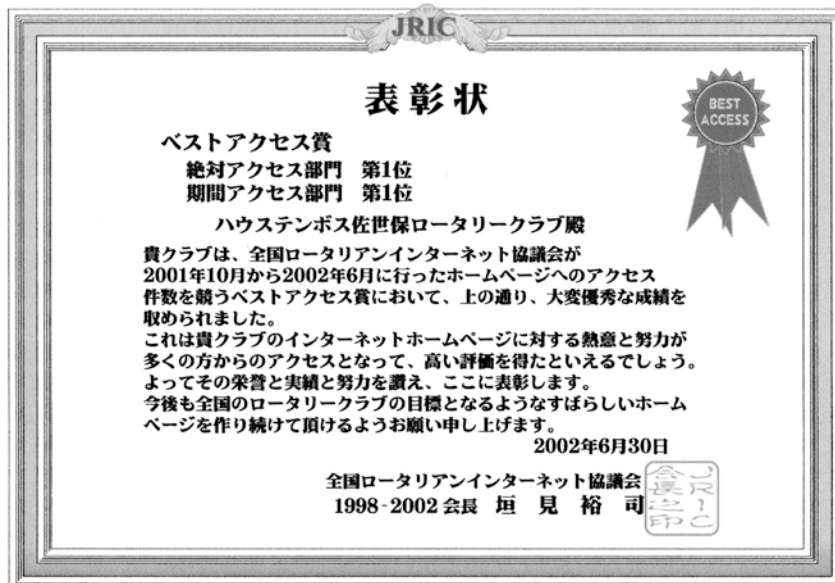 JRIC
表彰状
BEST
ACCESS
ベストアクセス賞
絶対アクセス部門　第1位
期間アクセス部門　第1位
ハウステンボス佐世保ロータリークラブ殿
貴クラブは、全国ロータリアンインターネット協議会が
2001年10月から2002年6月に行ったホームページへのアクセス
件数を競うベストアクセス賞において、上の通り、大変優秀な成績を
収められました。
これは貴クラブのインターネットホームページに対する熱意と努力が
多くの方からのアクセスとなって、高い評価を得たといえるでしょう。
よってその栄誉と実績と努力を讃え、ここに表彰します。
今後も全国のロータリークラブの目標となるようなすばらしいホーム
ページを作り続けて頂けるようお願い申し上げます。
2002年6月30日
全国ロータリアンインターネット協議会
1998-2002 会長　垣 見 裕 司
JRIC
会長之印